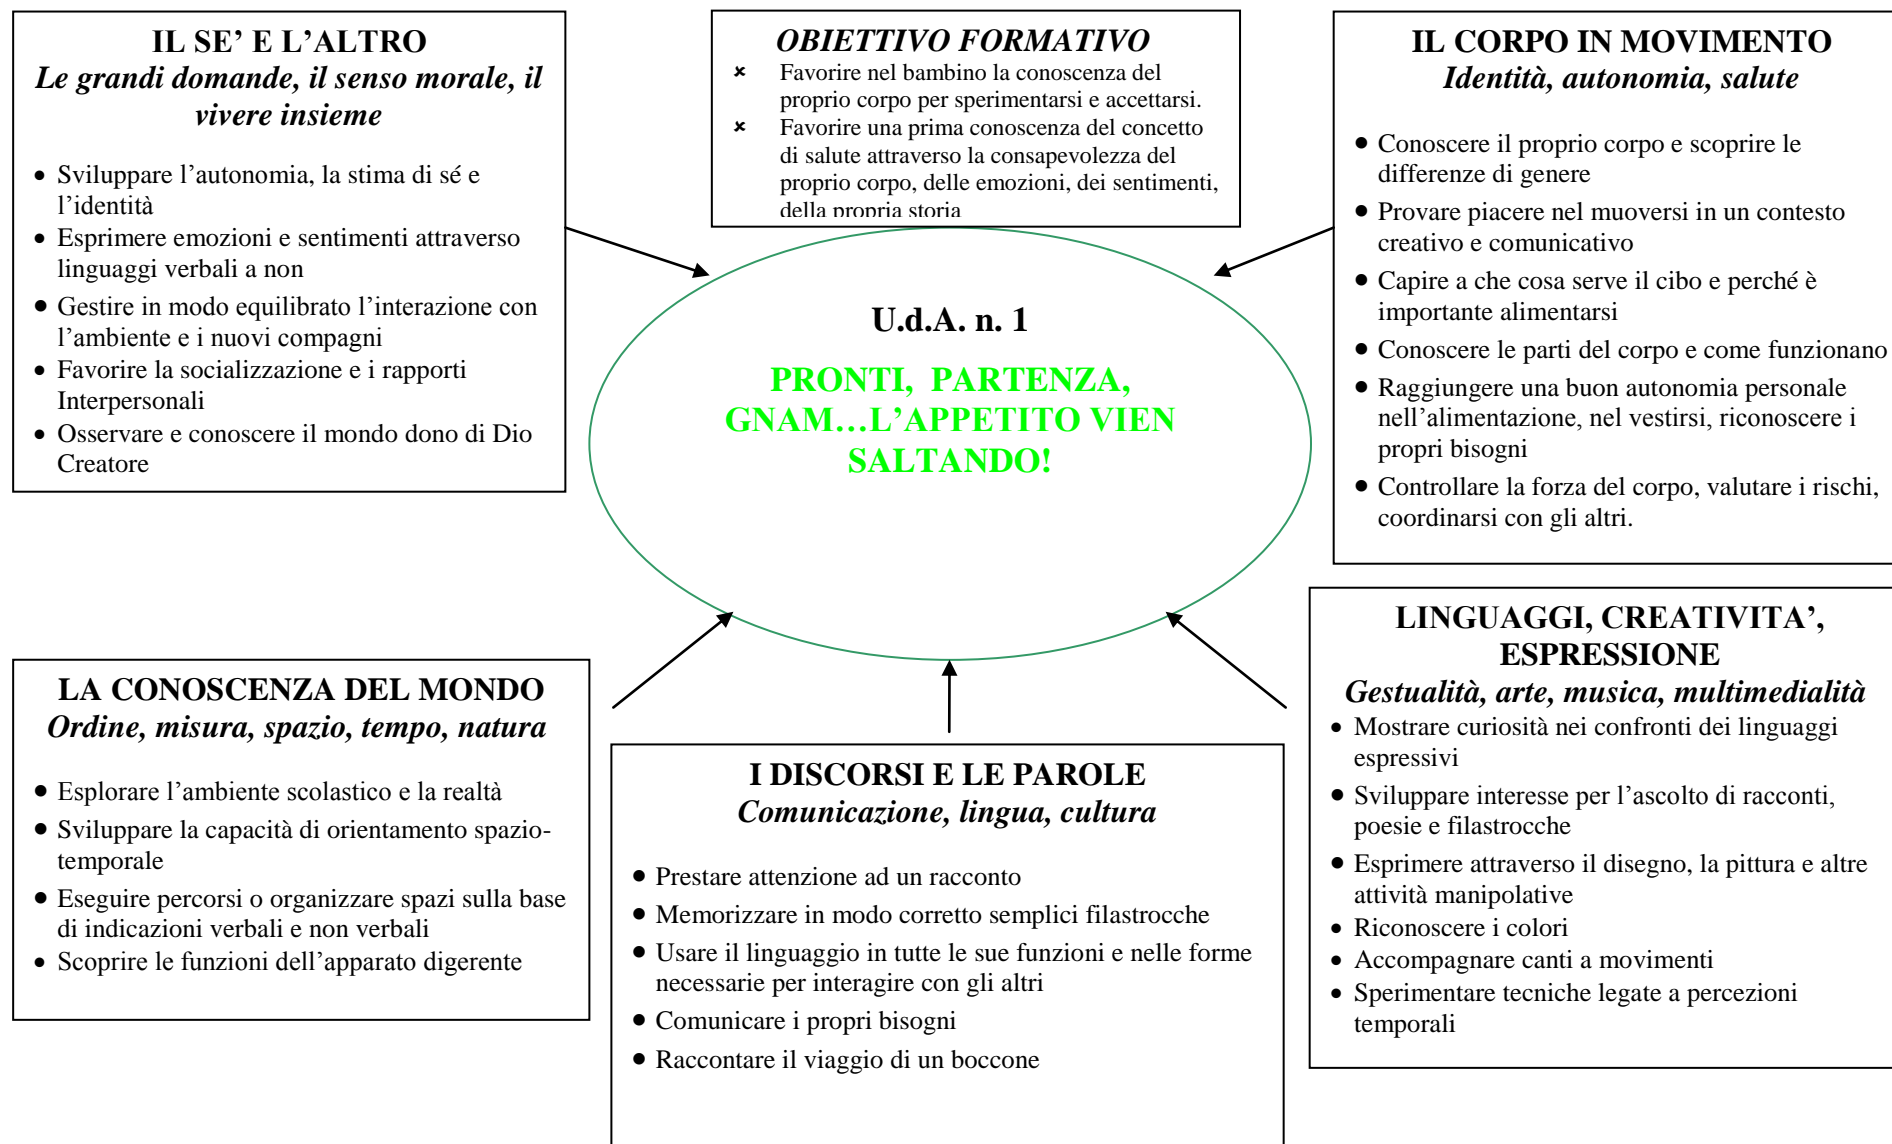 IL SE’ E L’ALTRO
Le grandi domande, il senso morale, il
vivere insieme
• Sviluppare l’autonomia, la stima di sé e
l’identità
• Esprimere emozioni e sentimenti attraverso
linguaggi verbali a non
• Gestire in modo equilibrato l’interazione con
l’ambiente e i nuovi compagni
• Favorire la socializzazione e i rapporti
Interpersonali
• Osservare e conoscere il mondo dono di Dio
Creatore
OBIETTIVO FORMATIVO
× Favorire nel bambino la conoscenza del
proprio corpo per sperimentarsi e accettarsi.
× Favorire una prima conoscenza del concetto
di salute attraverso la consapevolezza del
proprio corpo, delle emozioni, dei sentimenti,
della propria storia
IL CORPO IN MOVIMENTO
Identità, autonomia, salute
• Conoscere il proprio corpo e scoprire le
differenze di genere
• Provare piacere nel muoversi in un contesto
creativo e comunicativo
• Capire a che cosa serve il cibo e perché è
importante alimentarsi
• Conoscere le parti del corpo e come funzionano
• Raggiungere una buon autonomia personale
nell’alimentazione, nel vestirsi, riconoscere i
propri bisogni
• Controllare la forza del corpo, valutare i rischi,
coordinarsi con gli altri.
U.d.A. n. 1
PRONTI, PARTENZA,
GNAM…L’APPETITO VIEN
SALTANDO!
LA CONOSCENZA DEL MONDO
Ordine, misura, spazio, tempo, natura
• Esplorare l’ambiente scolastico e la realtà
• Sviluppare la capacità di orientamento spazio-
temporale
• Eseguire percorsi o organizzare spazi sulla base
di indicazioni verbali e non verbali
• Scoprire le funzioni dell’apparato digerente
I DISCORSI E LE PAROLE
Comunicazione, lingua, cultura
• Prestare attenzione ad un racconto
• Memorizzare in modo corretto semplici filastrocche
• Usare il linguaggio in tutte le sue funzioni e nelle forme
necessarie per interagire con gli altri
• Comunicare i propri bisogni
• Raccontare il viaggio di un boccone
LINGUAGGI, CREATIVITA’,
ESPRESSIONE
Gestualità, arte, musica, multimedialità
• Mostrare curiosità nei confronti dei linguaggi
espressivi
• Sviluppare interesse per l’ascolto di racconti,
poesie e filastrocche
• Esprimere attraverso il disegno, la pittura e altre
attività manipolative
• Riconoscere i colori
• Accompagnare canti a movimenti
• Sperimentare tecniche legate a percezioni
temporali